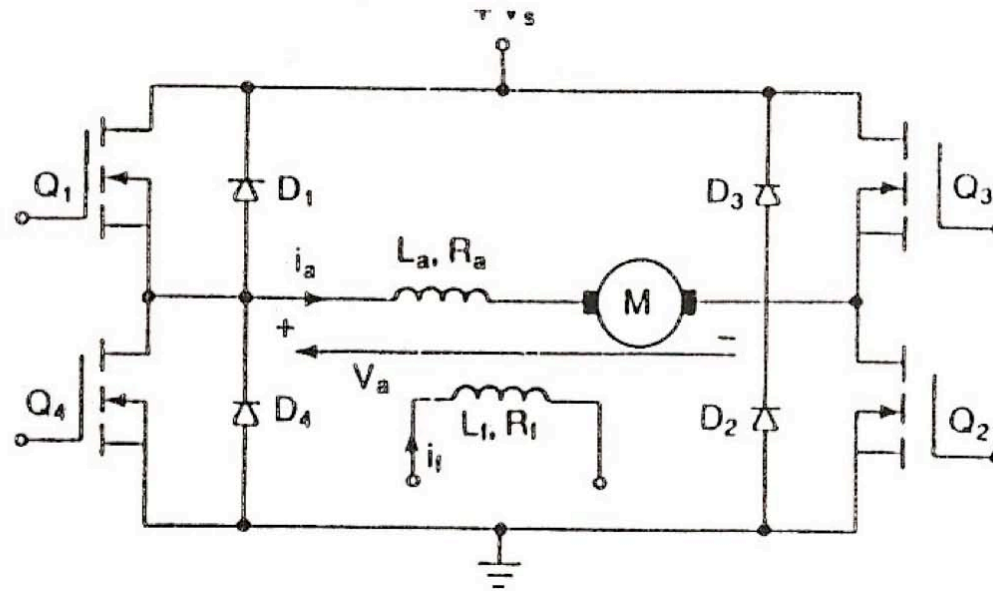 s
Q1
D1
D3
Q3
La, Ra
ia
M
+
-
Va
Q4
D4
Lf, Rf
if
D2
Q2